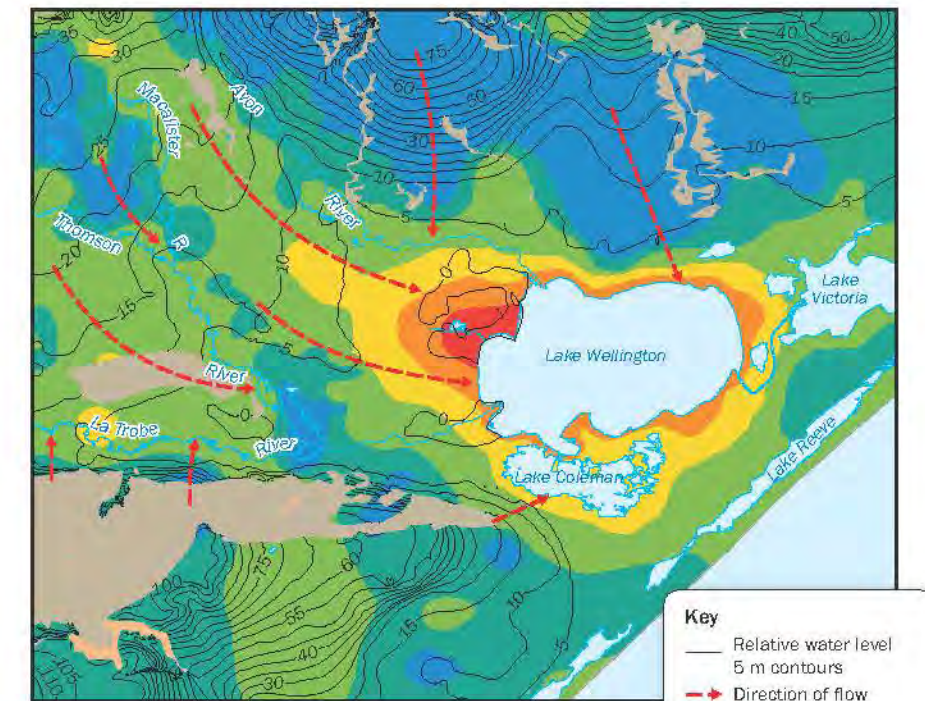 35
30
75
60
50
30
10
40
50
20
15
10
5
Macalister
Avon
River
5
Thomson
R
20
15
10
5
0
0
Lake
Victoria
Lake Wellington
River
La Trobe
River
0
0
Lake Coleman
Lake Reeve
100
75
55
40
30
60
15
10
5
105
110
Key
Relative water level
5 m contours
Direction of flow